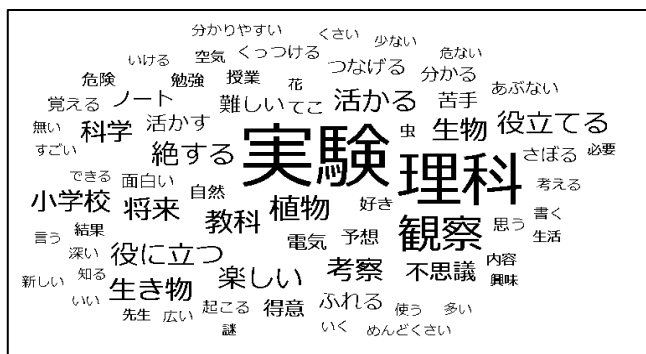 分かりやすい くさい 少ない
いける 空気 くっつける 危ない
危険 勉強 授業 花 つなげる 分かる あぶない
覚える ノート 難しい てこ 活かる 苦手
無い 科学 活かす 実験 虫 生物 役立てる
すごい 絶する 理科 さぼる 必要
できる 面白い 考える
小学校 将来 自然 植物 好き 観察 思う 書く
言う 結果 教科 電気 予想 生活
深い 役に立つ 内容
新しい 知る 生き物 楽しい 考察 不思議 興味
いい 起こる 得意 ふれる 使う 多い
先生 広い 謎 いく めんどくさい